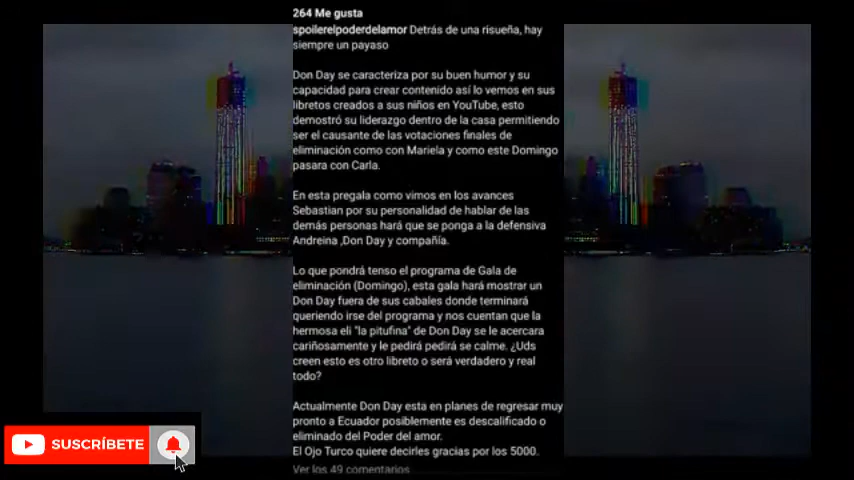 264 Me gusta
spoilerelpoderdelamor Detrás de una risueña, hay
siempre un payaso
Don Day se caracteriza por su buen humor y su
capacidad para crear contenido así lo vemos en sus
libretos creados a sus niños en YouTube, esto
demostró su liderazgo dentro de la casa permitiendo
ser el causante de las votaciones finales de
eliminación como con Mariela y como este Domingo
pasara con Carla.
En esta pregala como vimos en los avances
Sebastian por su personalidad de hablar de las
demás personas hará que se ponga a la defensiva
Andreina ,Don Day y compañía.
Lo que pondrá tenso el programa de Gala de
eliminación (Domingo), esta gala hará mostrar un
Don Day fuera de sus cabales donde terminará
queriendo irse del programa y nos cuentan que la
hermosa eli "la pitufina" de Don Day se le acercara
cariñosamente y le pedirá pedirá se calme. ¿Uds
creen esto es otro libreto o será verdadero y real
todo?
Actualmente Don Day esta en planes de regresar muy
pronto a Ecuador posiblemente es descalificado o
eliminado del Poder del amor.
El Ojo Turco quiere decirles gracias por los 5000.
Ver los 49 comentarios
SUSCRÍBETE